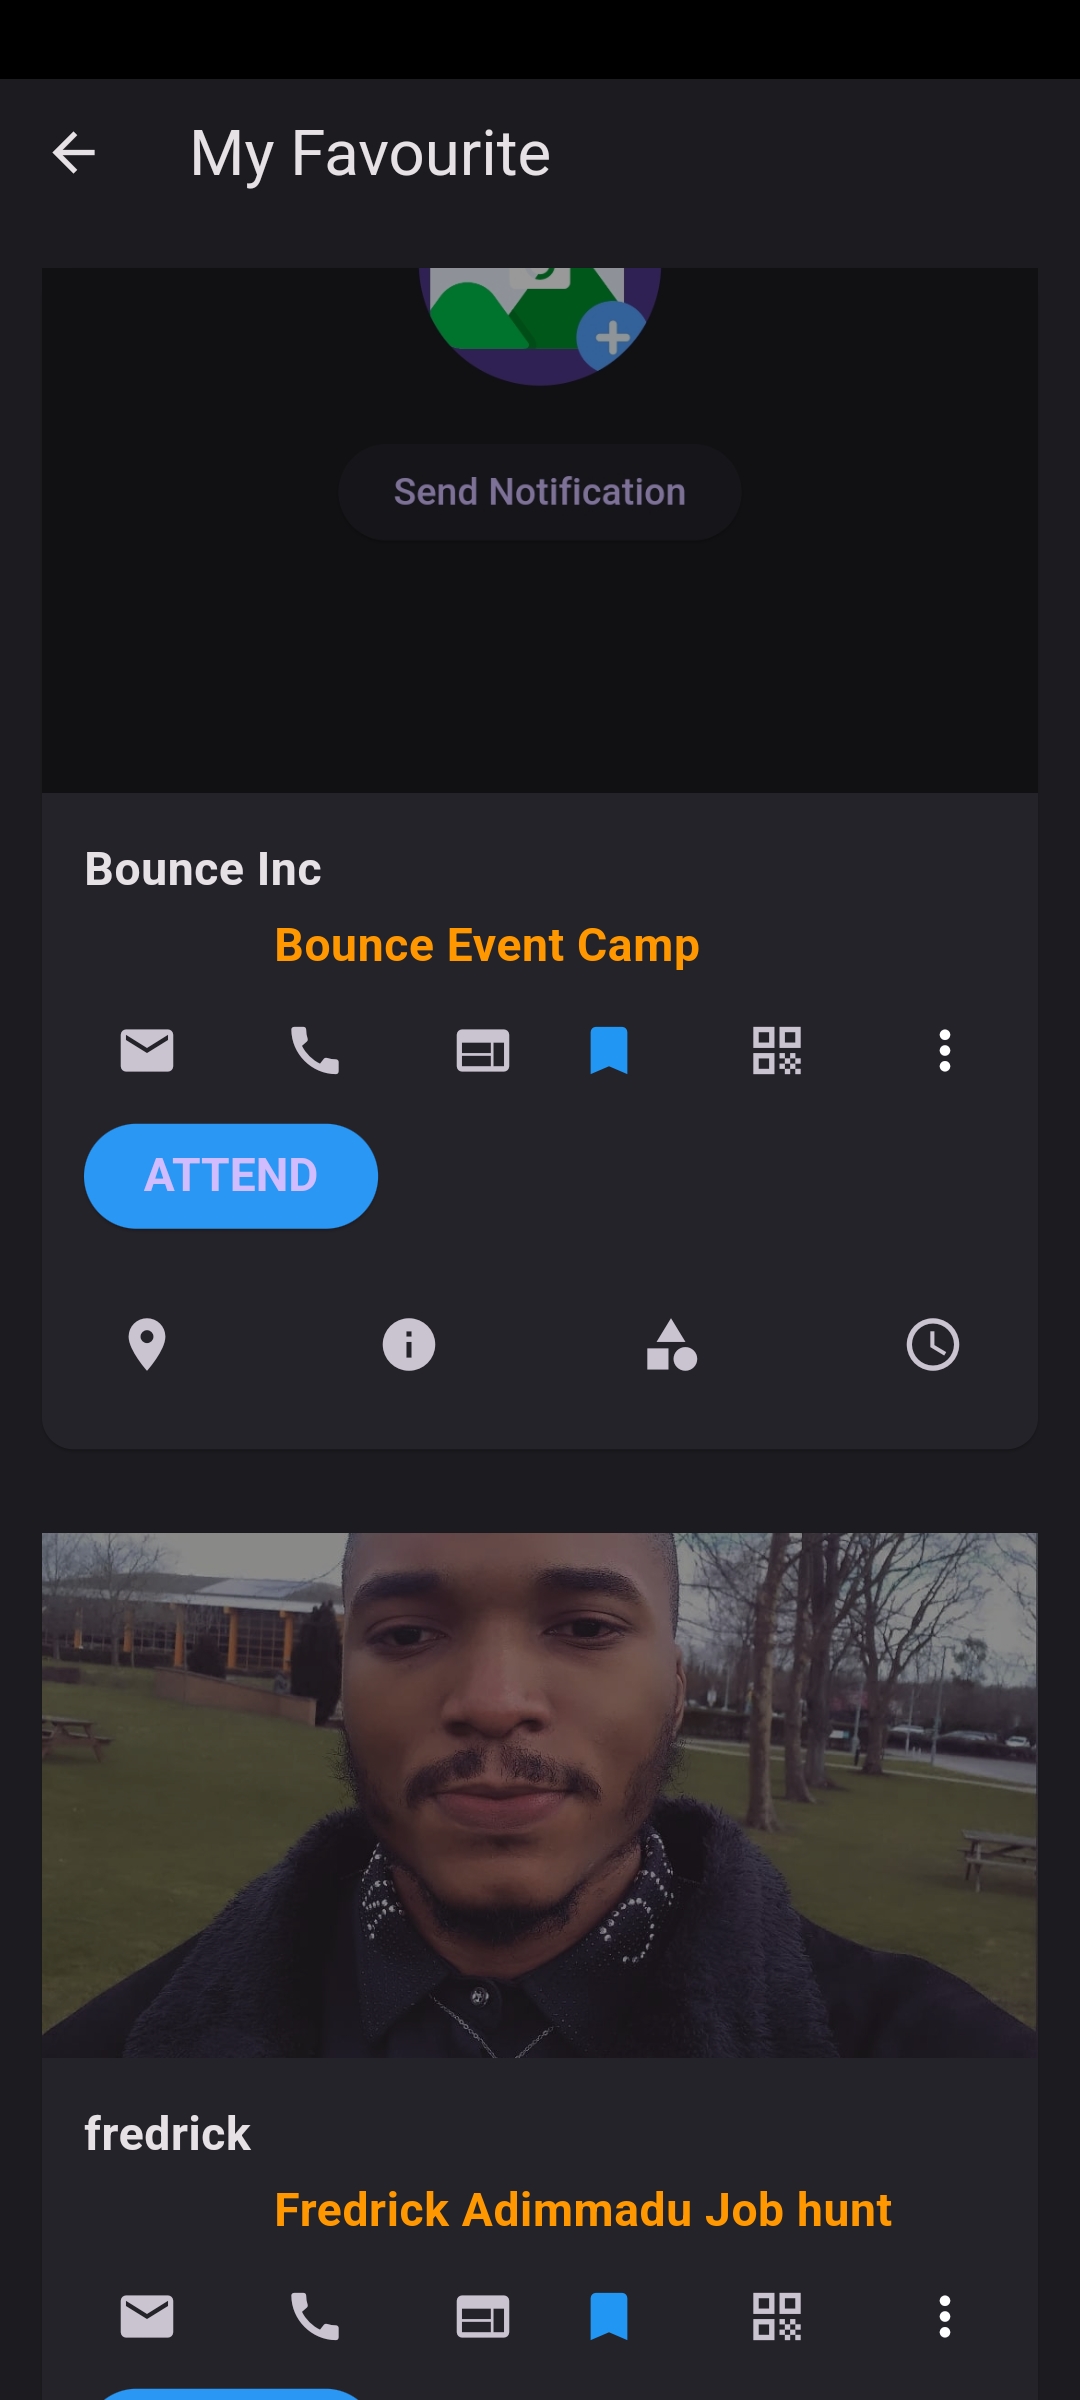 My Favourite
Send Notification
Bounce Inc
Bounce Event Camp
ATTEND
fredrick
Fredrick Adimmadu Job hunt